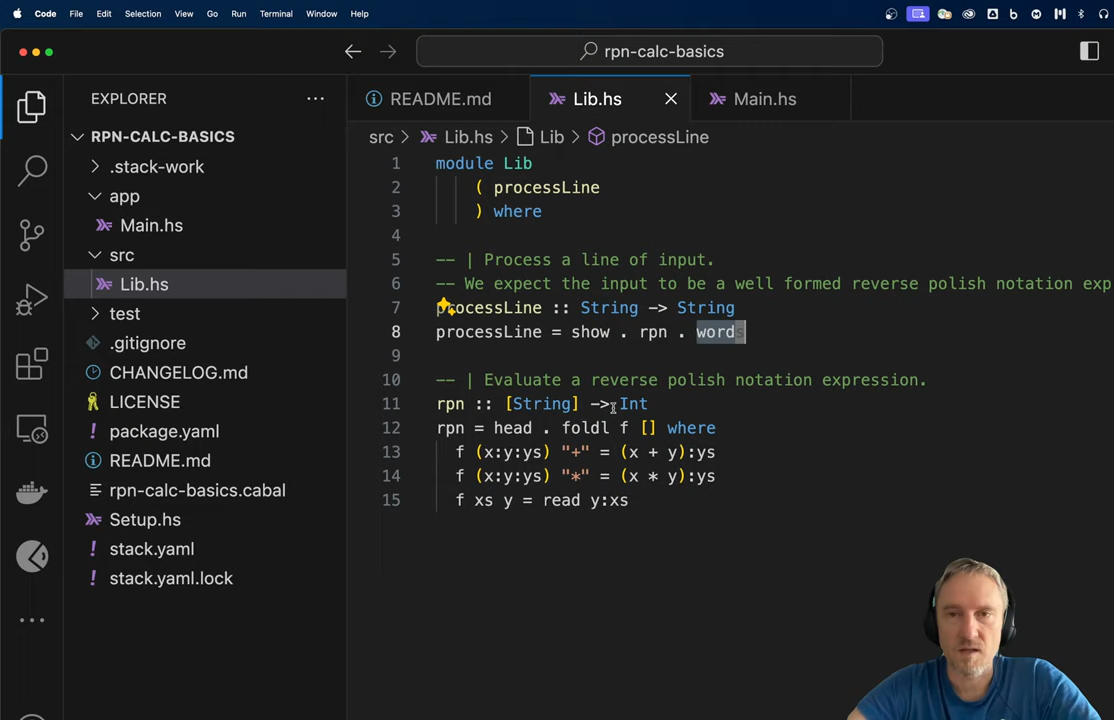 Code File Edit Selection View Go Run Terminal Window Help
rpn-calc-basics
EXPLORER
RPN-CALC-BASICS
.stack-work
app
Main.hs
src
Lib.hs
test
.gitignore
CHANGELOG.md
LICENSE
package.yaml
README.md
rpn-calc-basics.cabal
Setup.hs
stack.yaml
stack.yaml.lock
README.md Lib.hs Main.hs
src > Lib.hs > Lib > processLine
1 module Lib
2 ( processLine
3 ) where
4
5 -- | Process a line of input.
6 -- We expect the input to be a well formed reverse polish notation exp
7 processLine :: String -> String
8 processLine = show . rpn . words
9
10 -- | Evaluate a reverse polish notation expression.
11 rpn :: [String] -> Int
12 rpn = head . foldl f [] where
13 f (x:y:ys) "+" = (x + y):ys
14 f (x:y:ys) "*" = (x * y):ys
15 f xs y = read y:xs